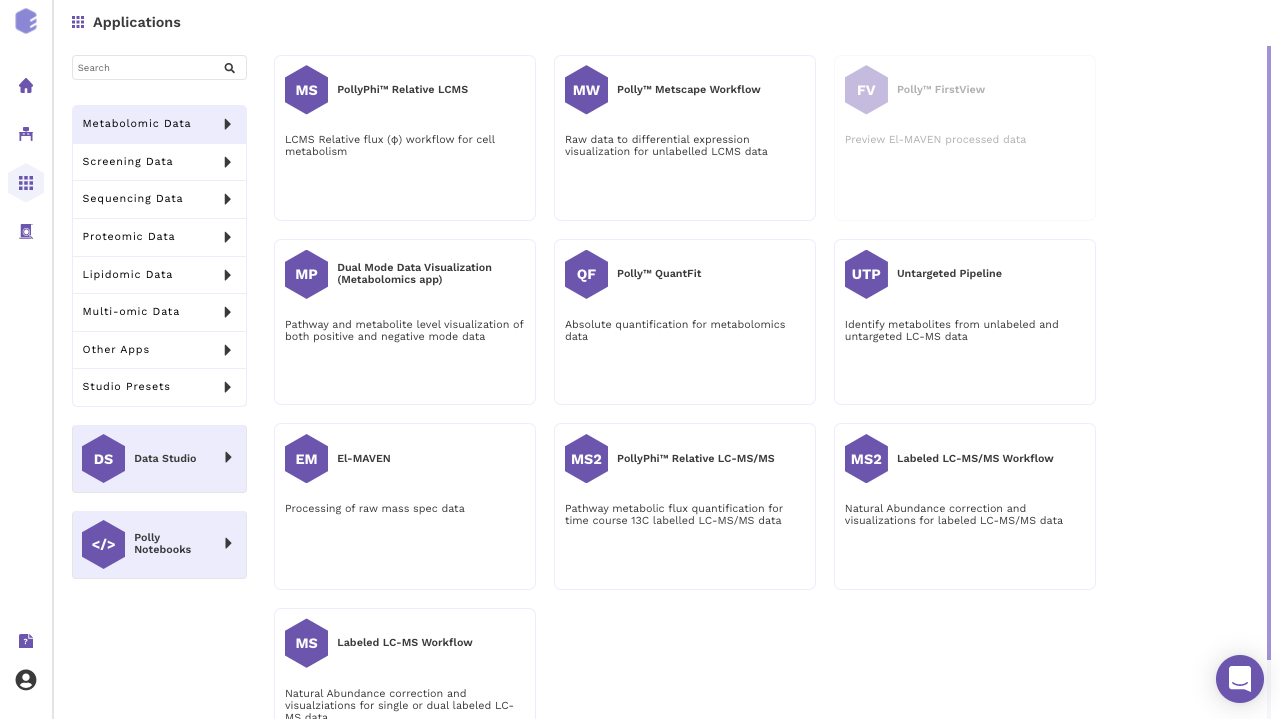 Applications
Search
Metabolomic Data
Screening Data
Sequencing Data
Proteomic Data
Lipidomic Data
Multi-omic Data
Other Apps
Studio Presets
DS
Data Studio
</>
Polly
Notebooks
?
MS
PollyPhi™ Relative LCMS
LCMS Relative flux (ϕ) workflow for cell
metabolism
MW
Polly™ Metscape Workflow
Raw data to differential expression
visualization for unlabelled LCMS data
FV
Polly™ FirstView
Preview El-MAVEN processed data
MP
Dual Mode Data Visualization
(Metabolomics app)
Pathway and metabolite level visualization of
both positive and negative mode data
QF
Polly™ QuantFit
Absolute quantification for metabolomics
data
UTP
Untargeted Pipeline
Identify metabolites from unlabeled and
untargeted LC-MS data
EM
El-MAVEN
Processing of raw mass spec data
MS2
PollyPhi™ Relative LC-MS/MS
Pathway metabolic flux quantification for
time course 13C labelled LC-MS/MS data
MS2
Labeled LC-MS/MS Workflow
Natural Abundance correction and
visualizations for labeled LC-MS/MS data
MS
Labeled LC-MS Workflow
Natural Abundance correction and
visualziations for single or dual labeled LC-
MS data